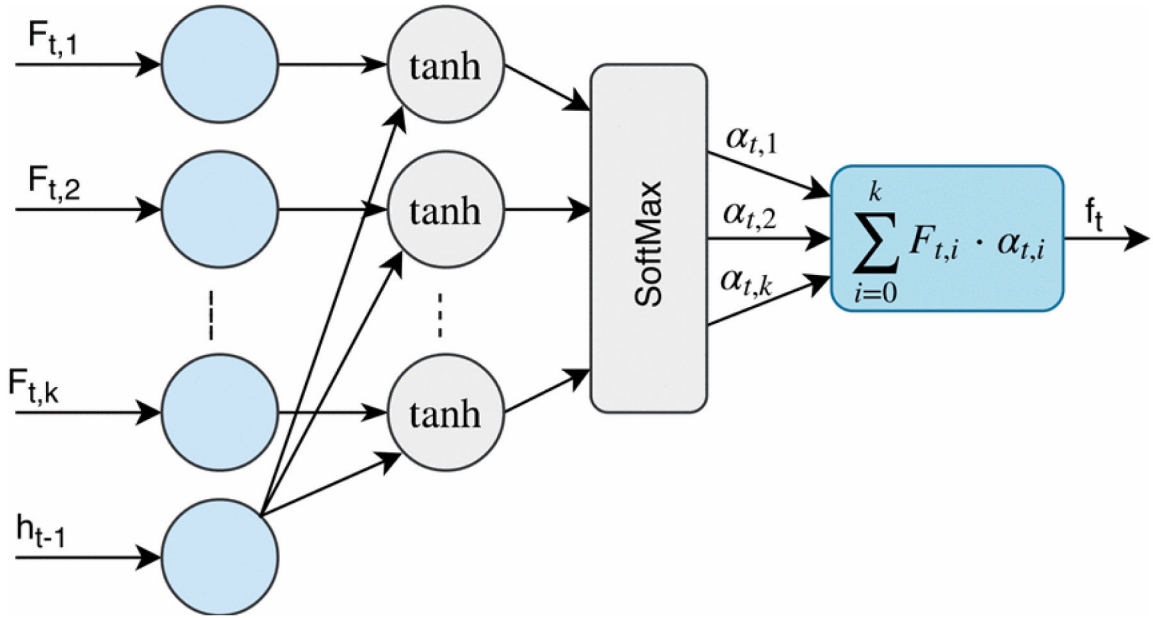 F_{t,1}
tanh
F_{t,2}
tanh
F_{t,k}
tanh
h_{t-1}
SoftMax
α_{t,1}
α_{t,2}
α_{t,k}
\sum_{i=0}^{k} F_{t,i} · α_{t,i}
f_t